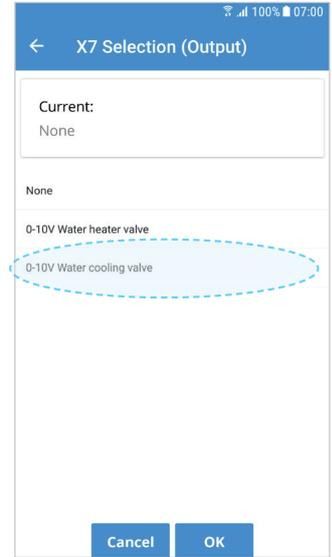 100% 07:00
X7 Selection (Output)
Current:
None
None
0-10V Water heater valve
0-10V Water cooling valve
Cancel OK